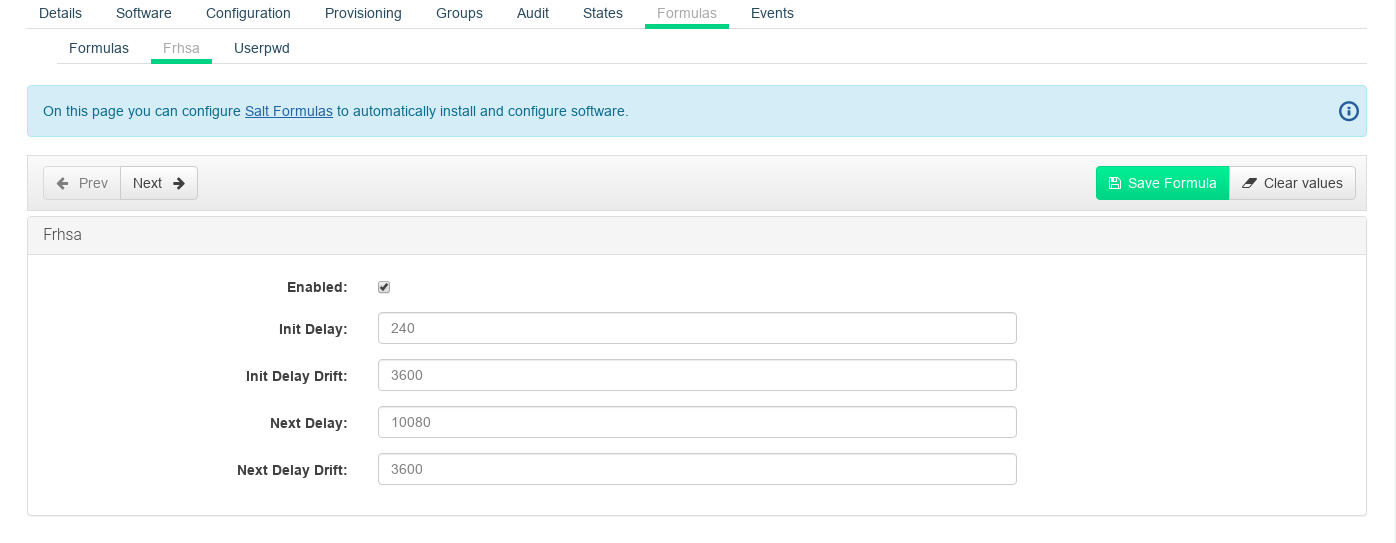 Details Software Configuration Provisioning Groups Audit States Formulas Events
Formulas Frhsa Userpwd
On this page you can configure Salt Formulas to automatically install and configure software.
Prev Next Save Formula Clear values
Frhsa
Enabled:
Init Delay: 240
Init Delay Drift: 3600
Next Delay: 10080
Next Delay Drift: 3600